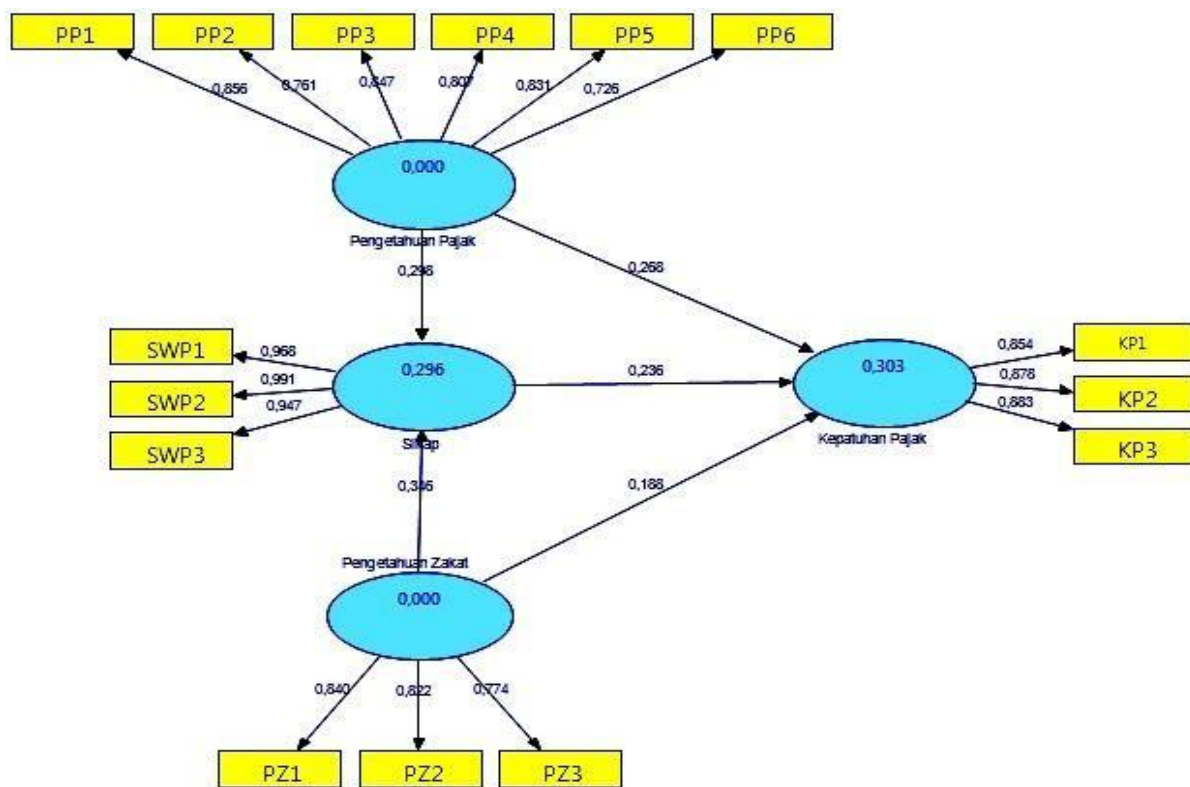 PP1 PP2 PP3 PP4 PP5 PP6
0,856 0,761 0,847 0,807 0,831 0,726
0,000
Pengetahuan Pajak
0,298 0,268
SWP1 0,968
SWP2 0,991
SWP3 0,947
0,296
Sikap
0,236
0,303
Kepatuhan Pajak
0,854 KP1
0,878 KP2
0,883 KP3
0,346 0,188
Pengetahuan Zakat
0,000
0,840 0,822 0,774
PZ1 PZ2 PZ3